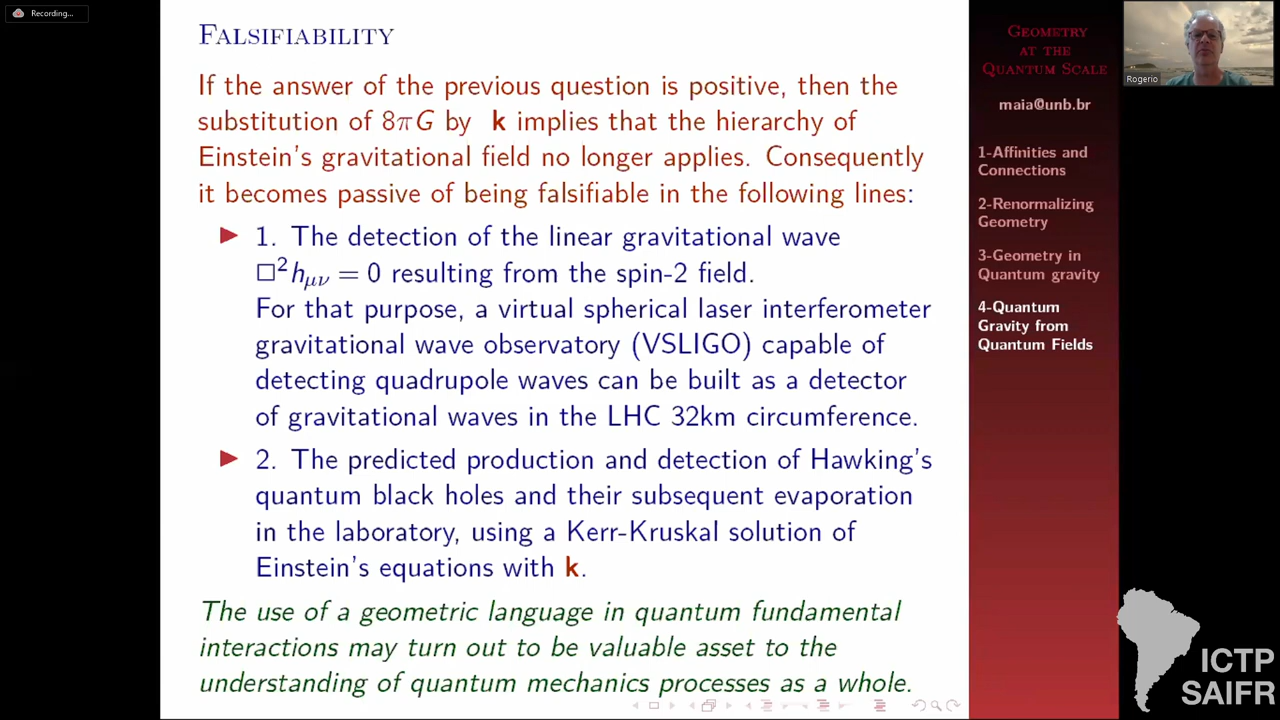 Recording...
FALSIFIABILITY
If the answer of the previous question is positive, then the
substitution of 8πG by k implies that the hierarchy of
Einstein's gravitational field no longer applies. Consequently
it becomes passive of being falsifiable in the following lines:
▶ 1. The detection of the linear gravitational wave
□²hμν = 0 resulting from the spin-2 field.
For that purpose, a virtual spherical laser interferometer
gravitational wave observatory (VSLIGO) capable of
detecting quadrupole waves can be built as a detector
of gravitational waves in the LHC 32km circumference.
▶ 2. The predicted production and detection of Hawking's
quantum black holes and their subsequent evaporation
in the laboratory, using a Kerr-Kruskal solution of
Einstein's equations with k.
The use of a geometric language in quantum fundamental
interactions may turn out to be valuable asset to the
understanding of quantum mechanics processes as a whole.
GEOMETRY
AT THE
QUANTUM SCALE
maia@unb.br
1-Affinities and
Connections
2-Renormalizing
Geometry
3-Geometry in
Quantum gravity
4-Quantum
Gravity from
Quantum Fields
Rogerio
ICTP
SAIFR